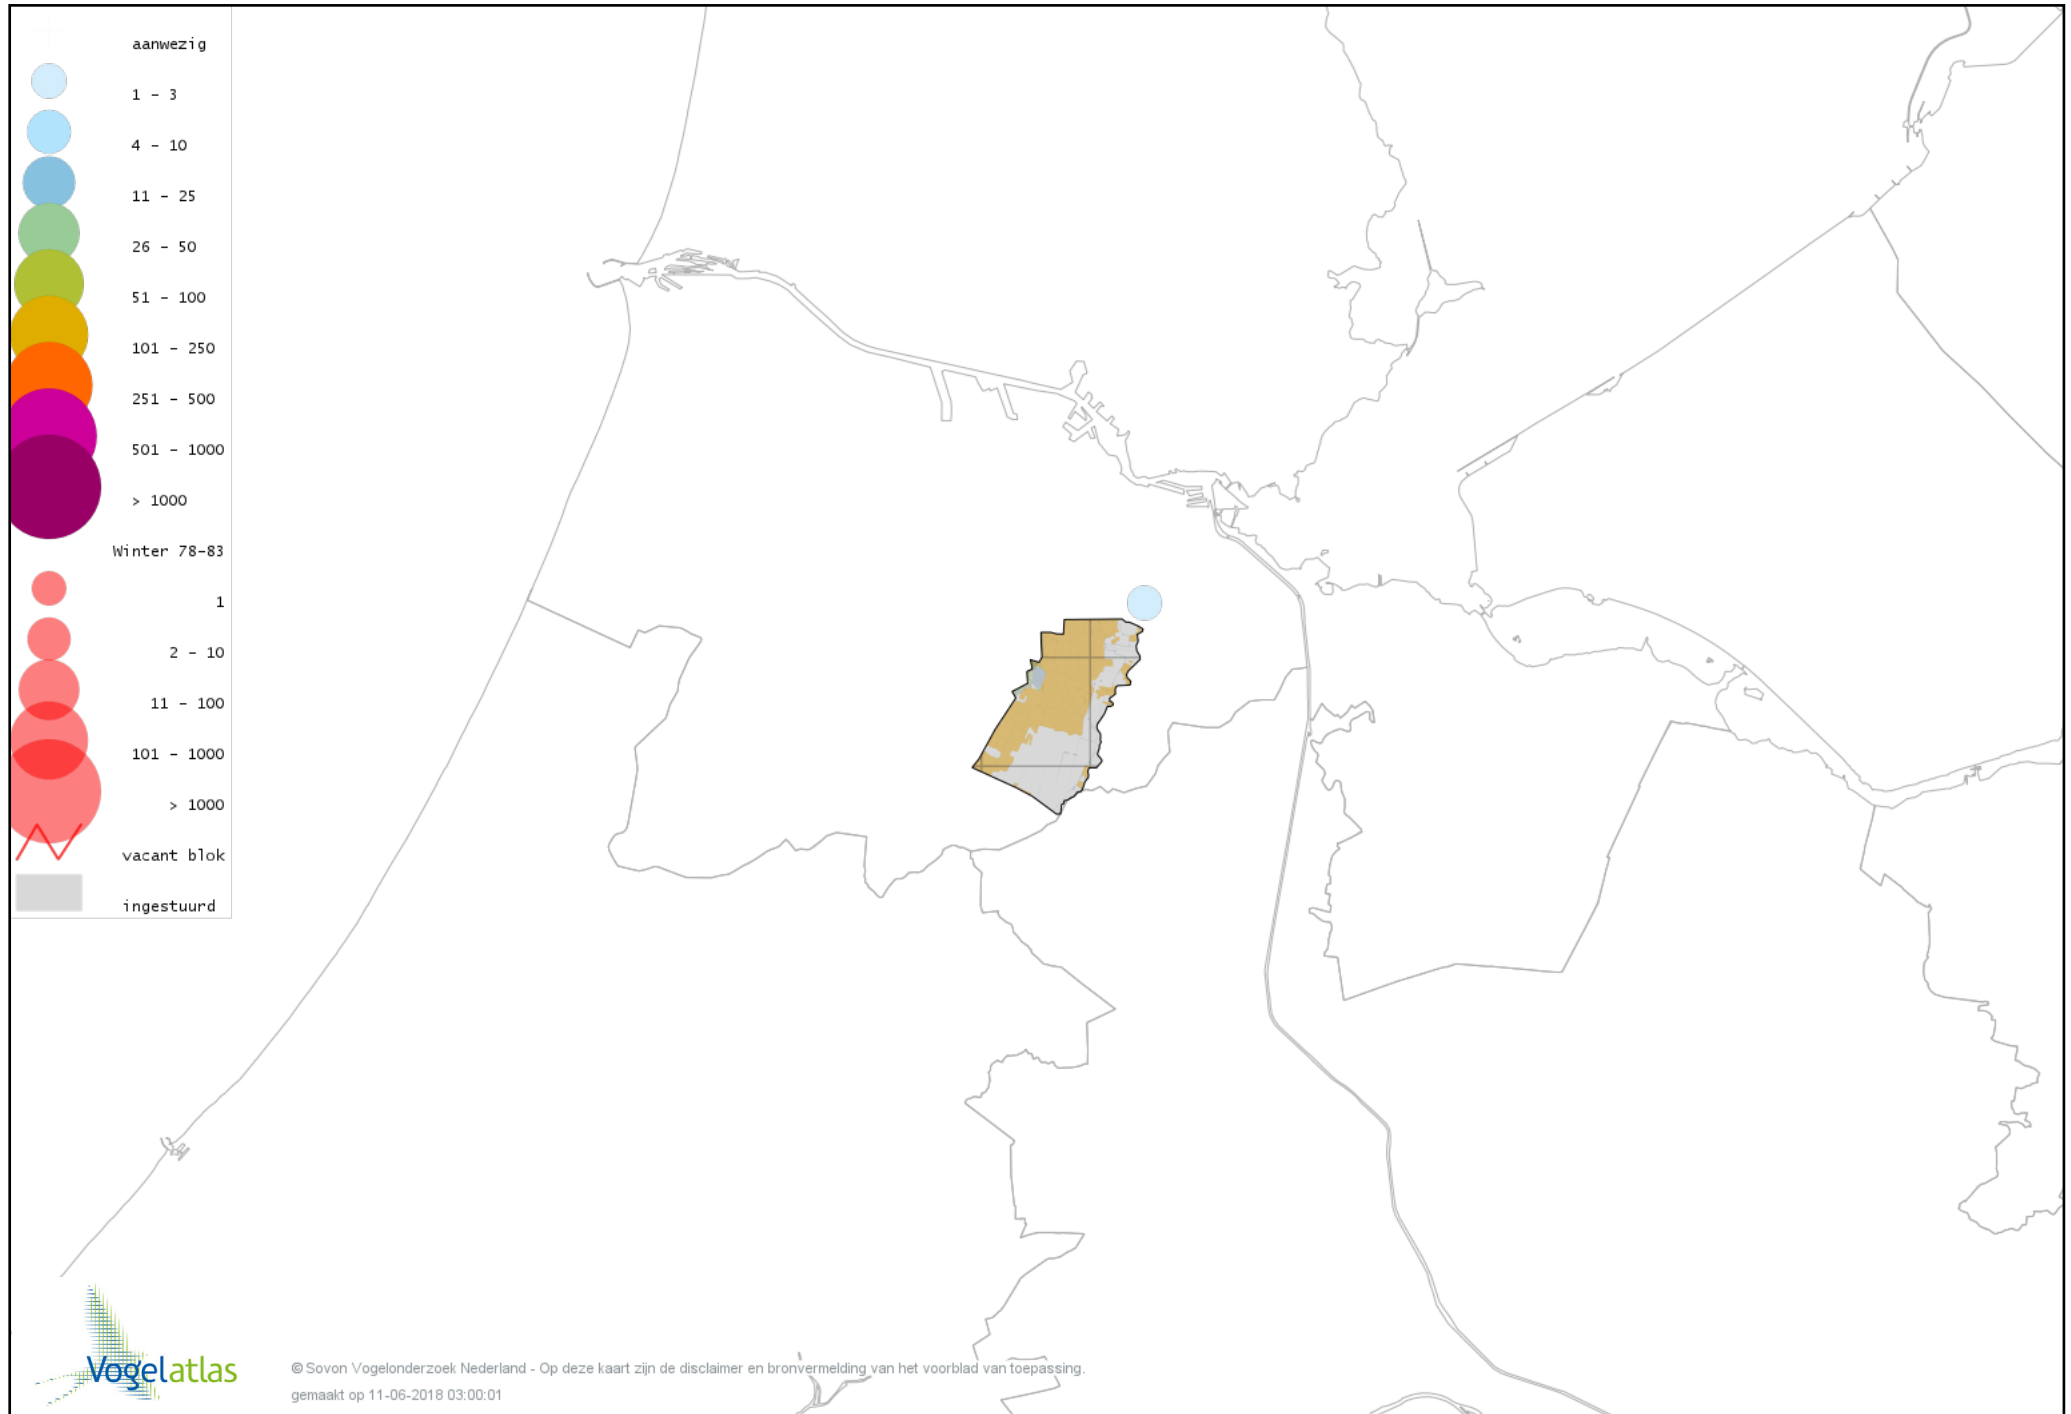 aanwezig
1 - 3
4 - 10
11 - 25
26 - 50
51 - 100
101 - 250
251 - 500
501 - 1000
> 1000
Winter 78-83
1
2 - 10
11 - 100
101 - 1000
> 1000
vacant blok
ingestuurd
Vogelatlas
© Sovon Vogelonderzoek Nederland - Op deze kaart zijn de disclaimer en bronvermelding van het voorblad van toepassing.
gemaakt op 11-06-2018 03:00:01